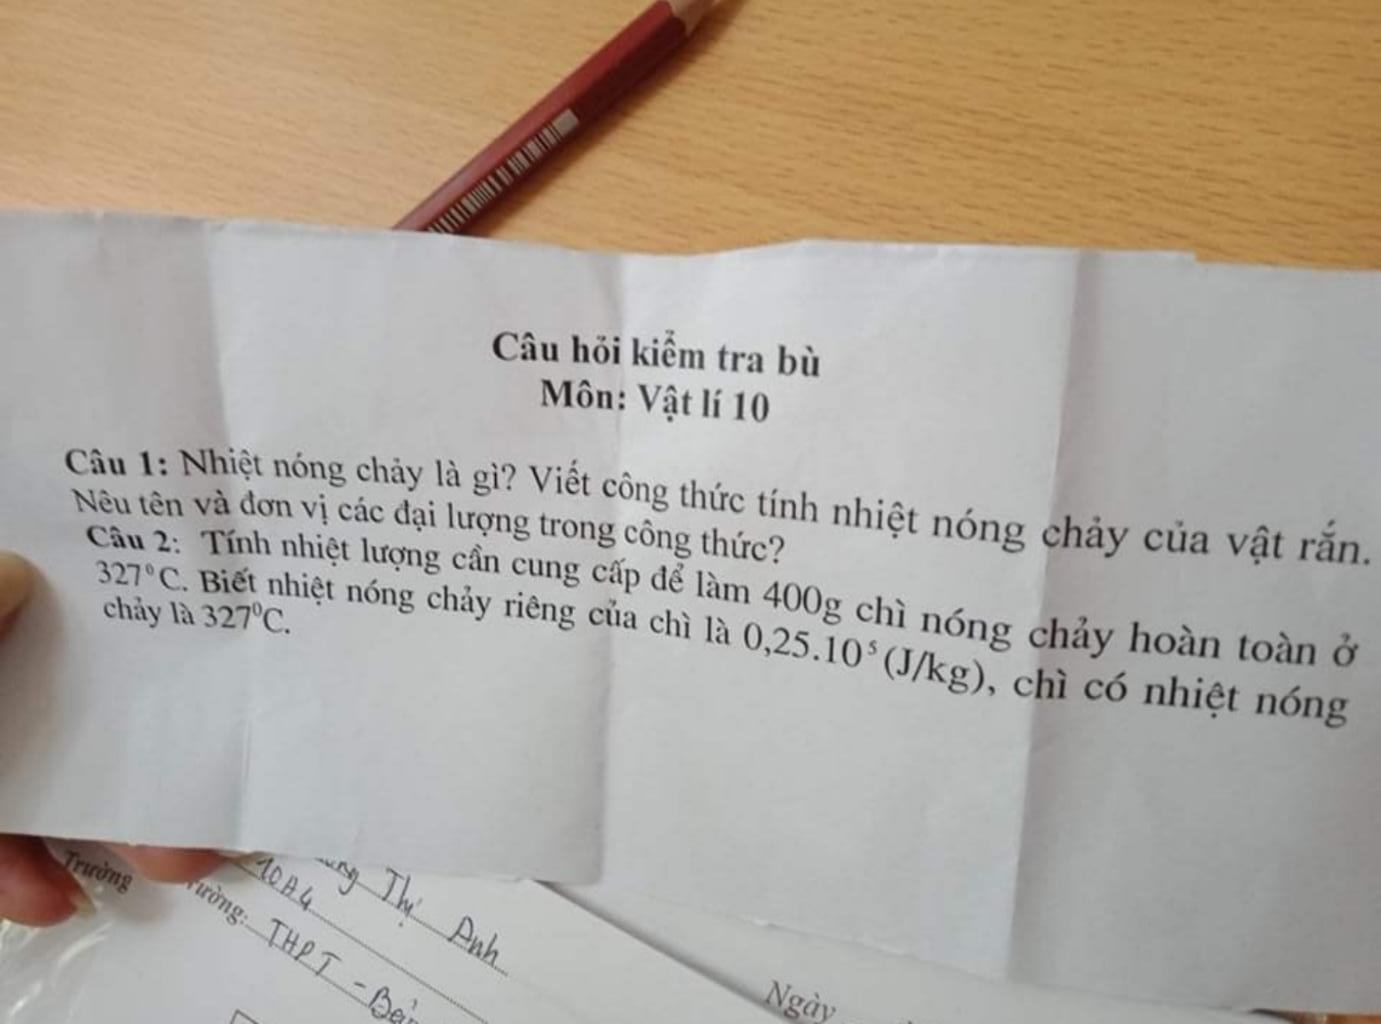 Câu hỏi kiểm tra bù
Môn: Vật lí 10
Câu 1: Nhiệt nóng chảy là gì? Viết công thức tính nhiệt nóng chảy của vật rắn.
Nêu tên và đơn vị các đại lượng trong công thức?
Câu 2: Tính nhiệt lượng cần cung cấp để làm 400g chì nóng chảy hoàn toàn ở
327°C. Biết nhiệt nóng chảy riêng của chì là 0,25.10⁵ (J/kg), chì có nhiệt nóng
chảy là 327⁰C.
Thị Anh
10A4
Trường
THPT -
Ngày